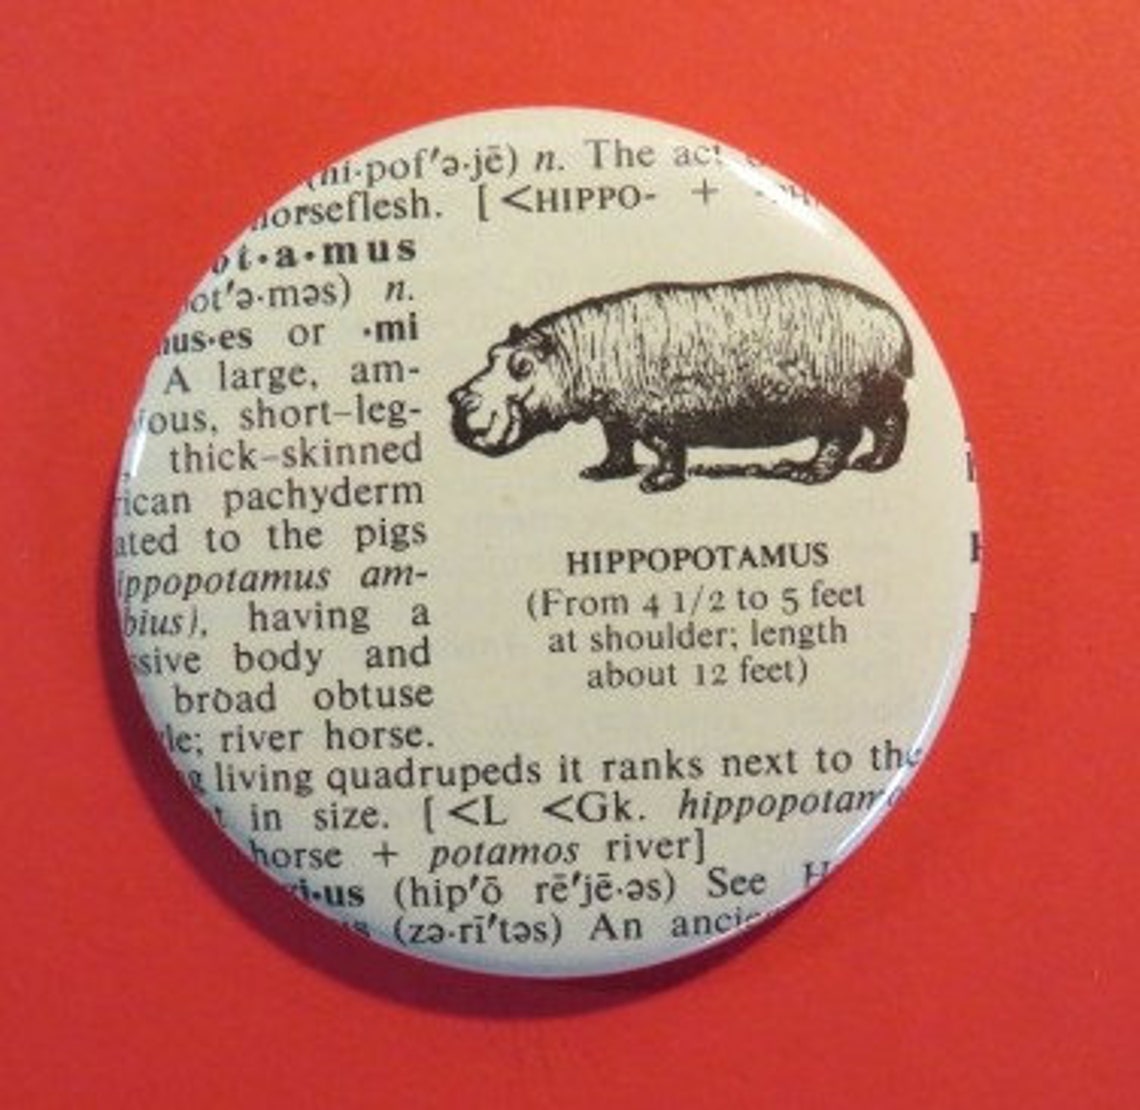 (hi·pof'ə·jē) n. The act
horseflesh. [<HIPPO- +
ot·a·mus
ot'ə·məs) n.
us·es or ·mi
A large, am-
ious, short–leg-
thick–skinned
rican pachyderm
ated to the pigs
ippopotamus am-
bius), having a
ssive body and
broad obtuse
le; river horse.
g living quadrupeds it ranks next to the
t in size. [<L <Gk. hippopotam
horse + potamos river]
ri·us (hip'ō rē'jē·əs) See H
us (zə·rī'təs) An ancie
HIPPOPOTAMUS
(From 4 1/2 to 5 feet
at shoulder; length
about 12 feet)